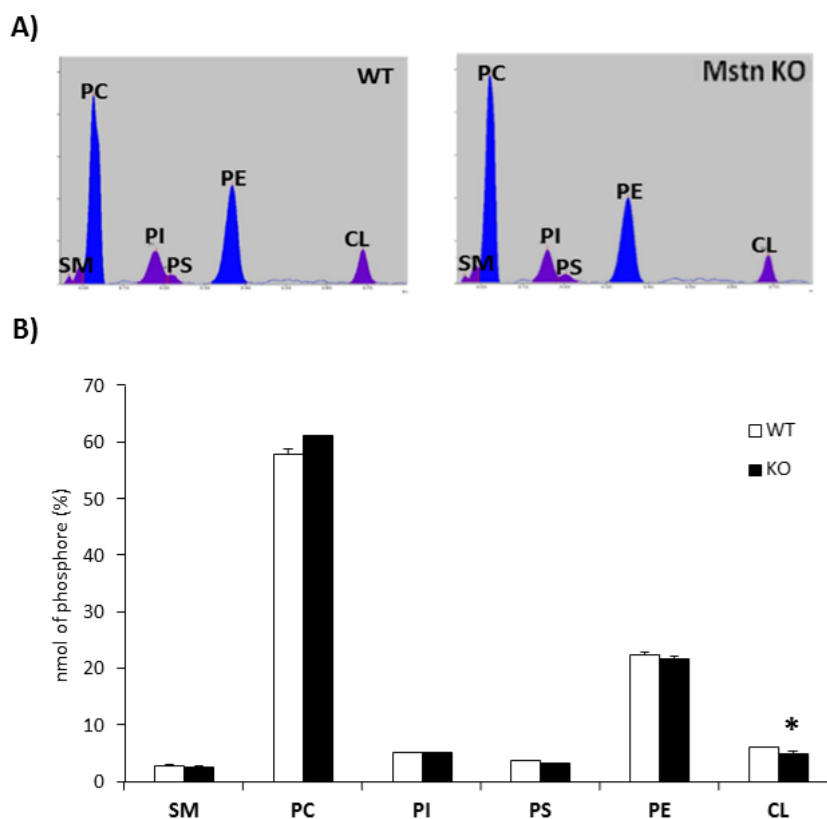 A)
WT
PC
PE
PI
CL
SM
PS
Mstn KO
PC
PE
PI
CL
SM
PS
B)
70
60
50
40
30
20
10
0
nmol of phosphore (%)
WT
KO
*
SM PC PI PS PE CL